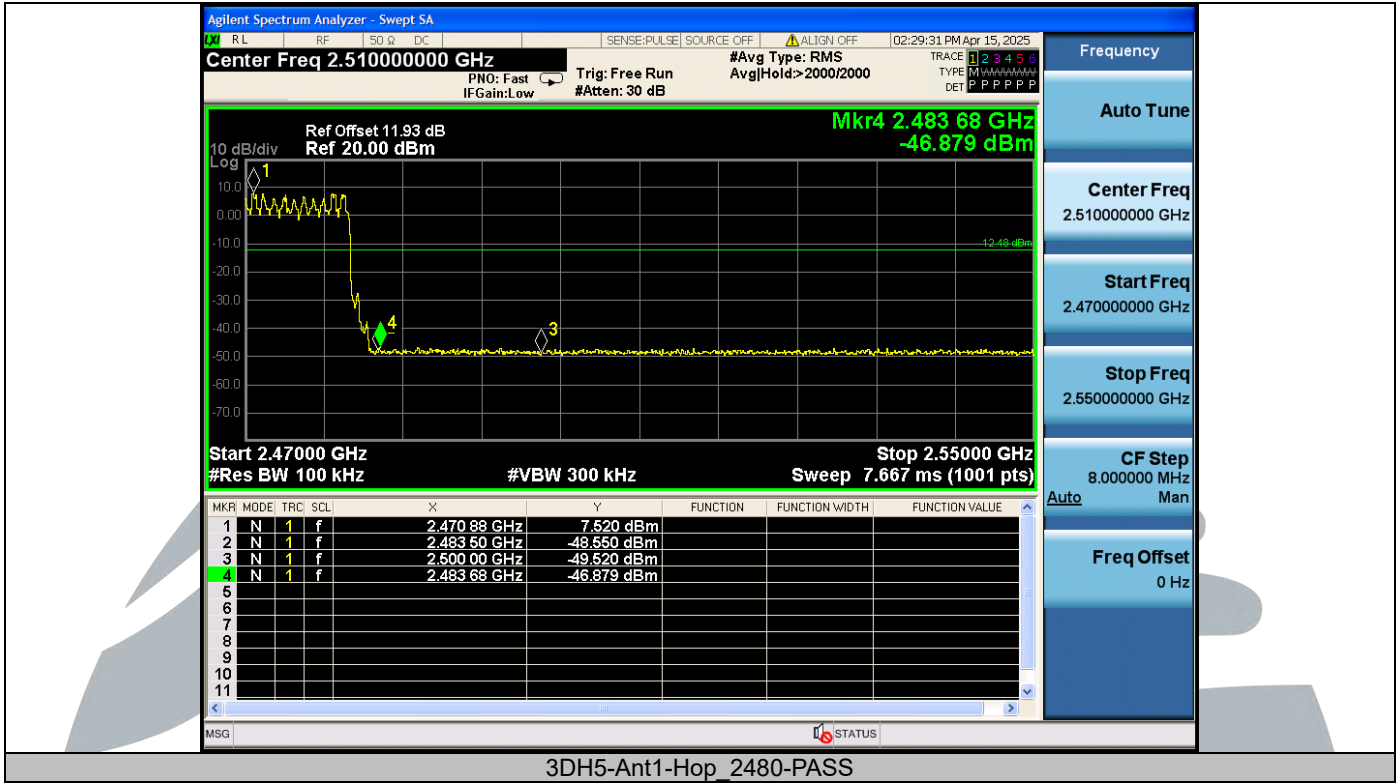 Agilent Spectrum Analyzer - Swept SA
LXI RL RF 50 Ω DC SENSE:PULSE SOURCE OFF ALIGN OFF 02:29:31 PM Apr 15, 2025
Center Freq 2.510000000 GHz
PNO: Fast
IFGain:Low
Trig: Free Run
#Atten: 30 dB
#Avg Type: RMS
Avg|Hold:>2000/2000
TRACE 1 2 3 4 5 6
TYPE M WWWWW
DET P P P P P P
Mkr4 2.483 68 GHz
-46.879 dBm
Ref Offset 11.93 dB
10 dB/div Ref 20.00 dBm
Log
1
10.0
0.00
-10.0
-12.48 dBm
-20.0
-30.0
-40.0
4
3
-50.0
-60.0
-70.0
Start 2.47000 GHz Stop 2.55000 GHz
#Res BW 100 kHz #VBW 300 kHz Sweep 7.667 ms (1001 pts)
MKR MODE TRC SCL X Y FUNCTION FUNCTION WIDTH FUNCTION VALUE
1 N 1 f 2.470 88 GHz 7.520 dBm
2 N 1 f 2.483 50 GHz -48.550 dBm
3 N 1 f 2.500 00 GHz -49.520 dBm
4 N 1 f 2.483 68 GHz -46.879 dBm
5
6
7
8
9
10
11
MSG STATUS
Frequency
Auto Tune
Center Freq
2.510000000 GHz
Start Freq
2.470000000 GHz
Stop Freq
2.550000000 GHz
CF Step
8.000000 MHz
Auto Man
Freq Offset
0 Hz
3DH5-Ant1-Hop_2480-PASS